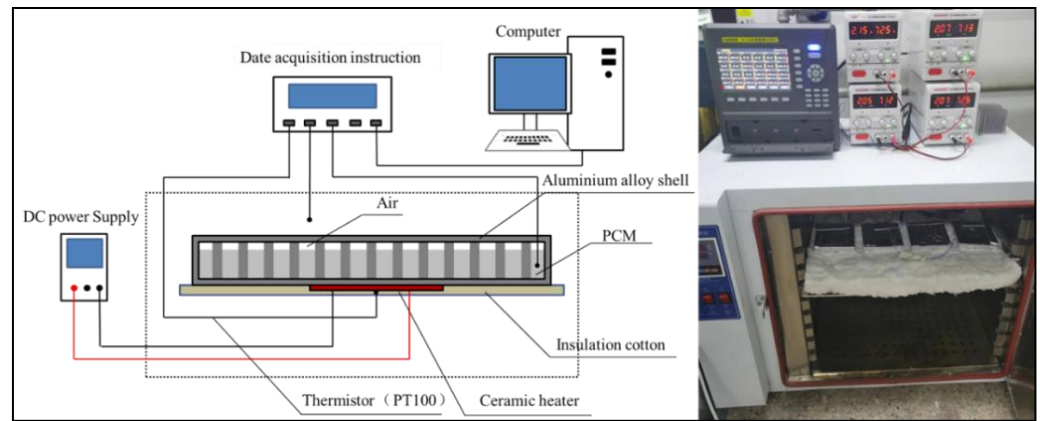 Computer
Date acquisition instruction
Aluminium alloy shell
Air
DC power Supply
PCM
Insulation cotton
Thermistor（PT100） Ceramic heater